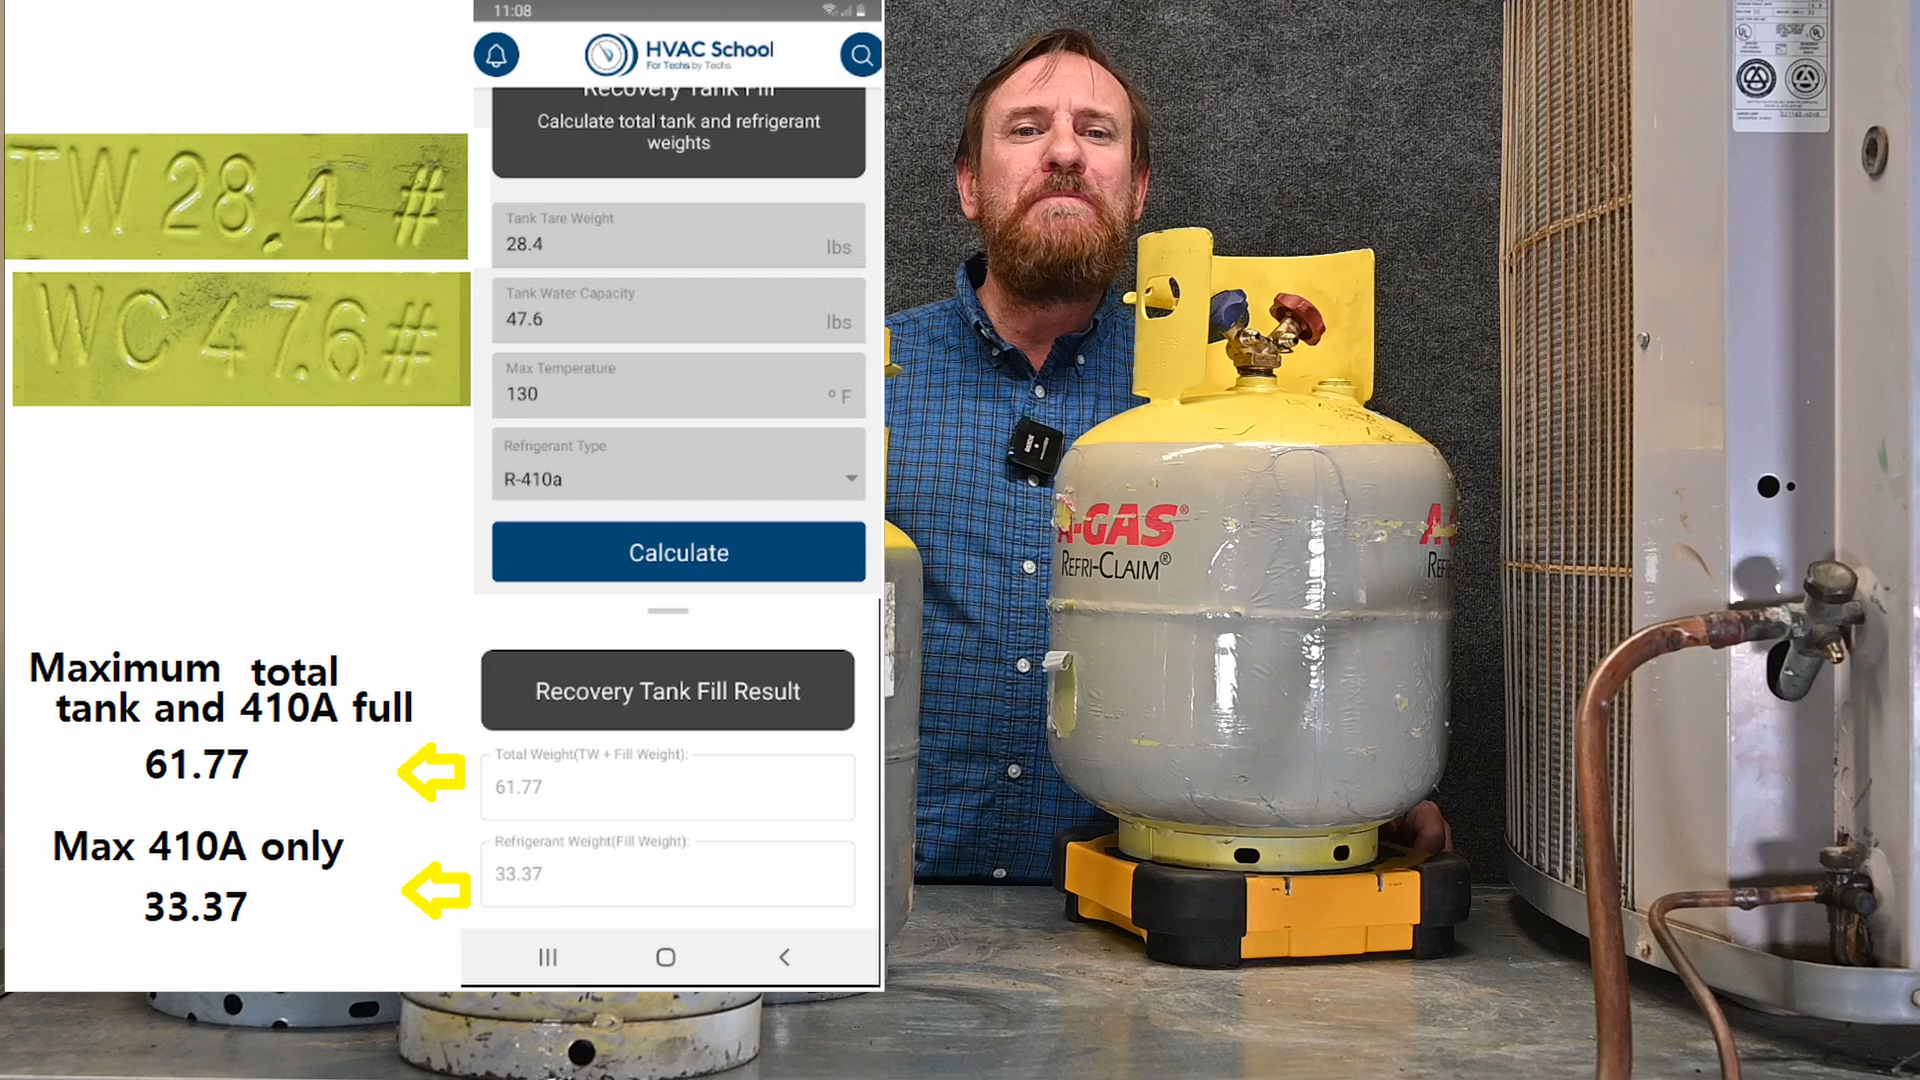 TW 28.4 #
WC 47.6#
Maximum total
tank and 410A full
61.77
Max 410A only
33.37
11:08
HVAC School
For Techs by Techs
Recovery Tank Fill
Calculate total tank and refrigerant
weights
Tank Tare Weight
28.4 lbs
Tank Water Capacity
47.6 lbs
Max Temperature
130 º F
Refrigerant Type
R-410a
Calculate
Recovery Tank Fill Result
Total Weight(TW + Fill Weight):
61.77
Refrigerant Weight(Fill Weight):
33.37
A-GAS®
REFRI-CLAIM®